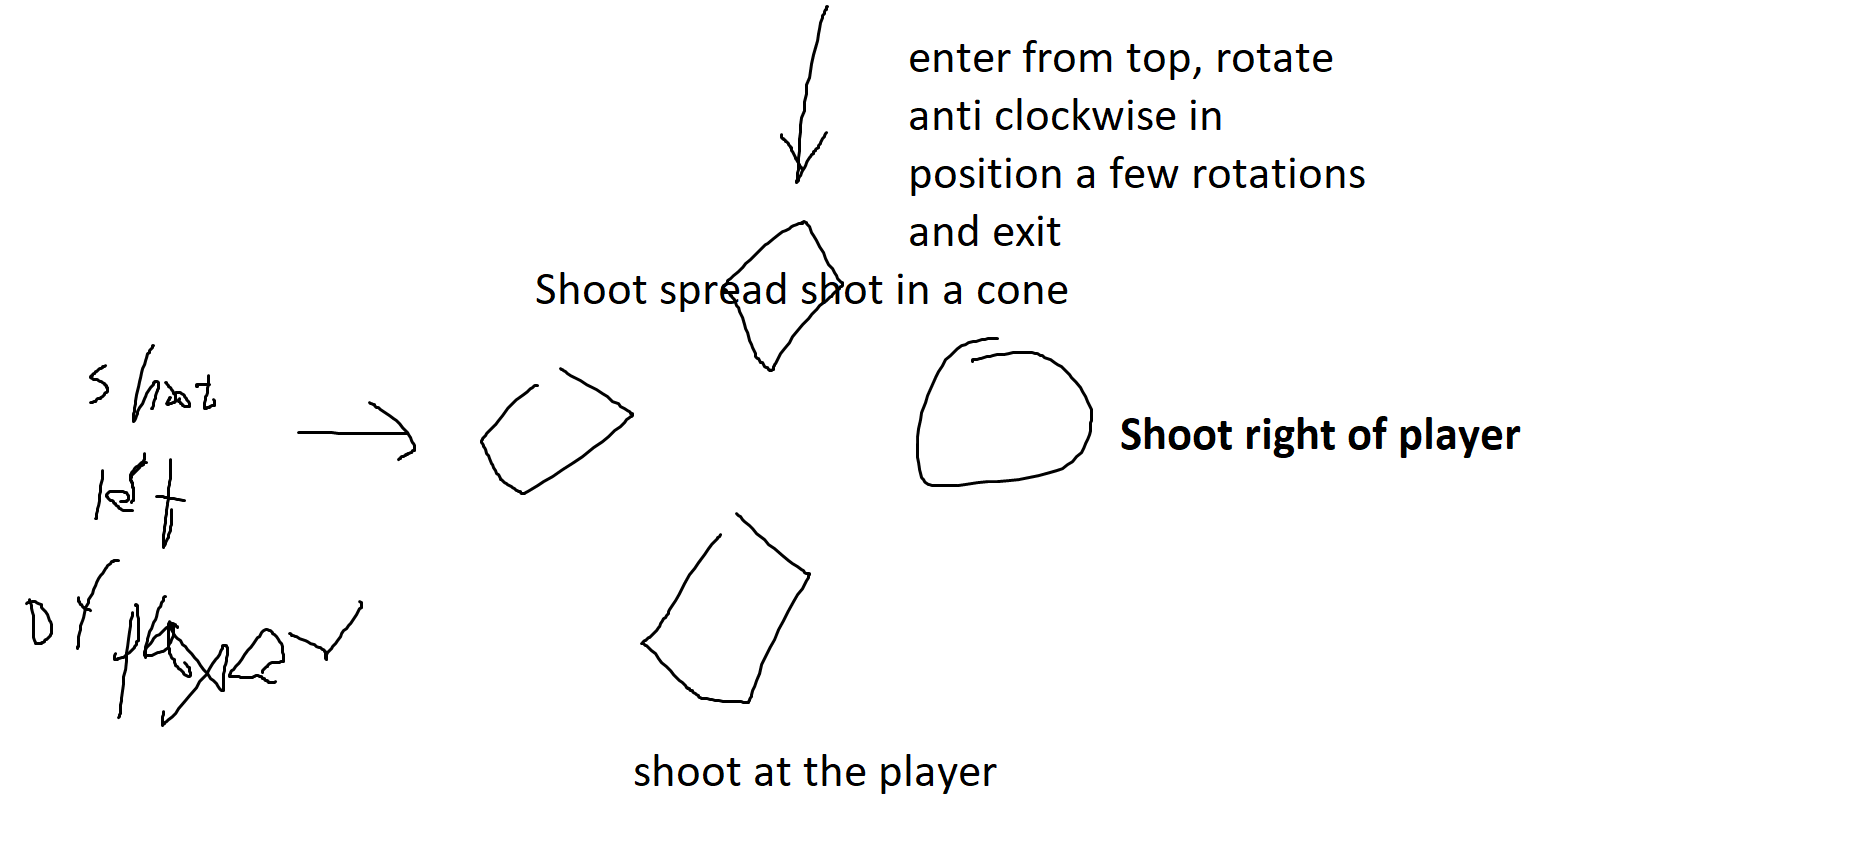 enter from top, rotate
anti clockwise in
position a few rotations
and exit
Shoot spread shot in a cone
Shoot
left
Of player
Shoot right of player
shoot at the player